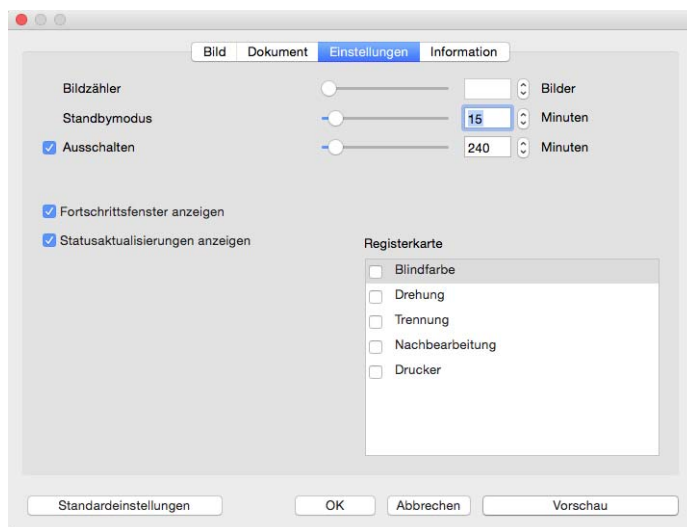 Bild Dokument Einstellungen Information
Bildzähler Bilder
Standbymodus 15 Minuten
Ausschalten 240 Minuten
Fortschrittsfenster anzeigen
Statusaktualisierungen anzeigen
Registerkarte
Blindfarbe
Drehung
Trennung
Nachbearbeitung
Drucker
Standardeinstellungen OK Abbrechen Vorschau